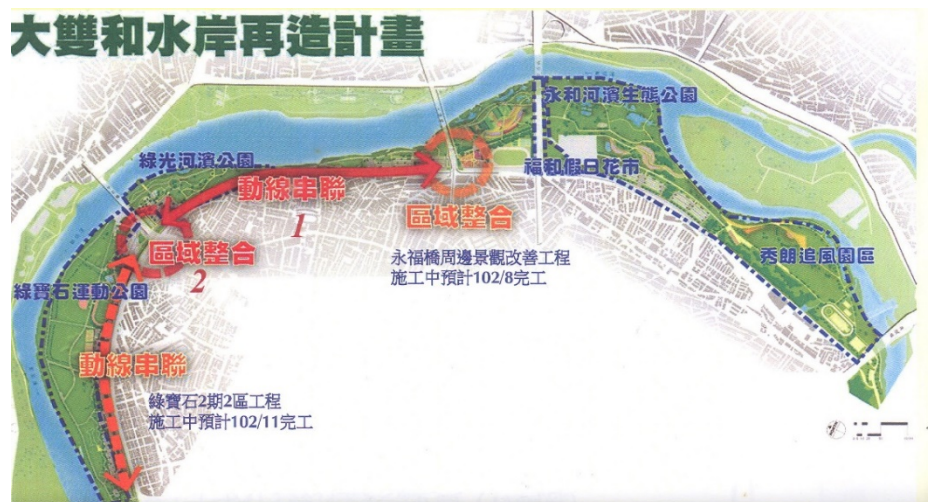 大雙和水岸再造計畫
永和河濱生態公園
綠光河濱公園
福和假日花市
動線串聯
1
區域整合
區域整合
2
永福橋周邊景觀改善工程
施工中預計102/8完工
秀朗追風園區
綠寶石運動公園
動線串聯
綠寶石2期2區工程
施工中預計102/11完工